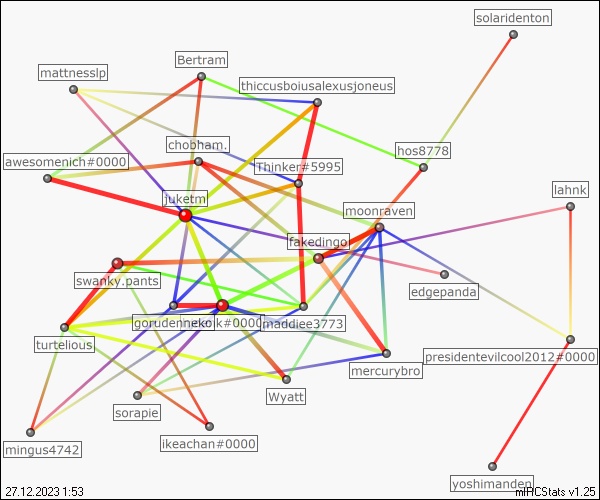 solaridenton
Bertram
mattnesslp
thiccusboiusalexusjoneus
chobham.
hos8778
awesomenich#0000
Thinker#5995
lahnk
juketm
moonraven
fakedingo
swanky.pants
edgepanda
gorudenneko
nik#0000
maddiee3773
turtelious
presidentevilcool2012#0000
mercurybro
Wyatt
sorapie
mingus4742
ikeachan#0000
yoshimanden
27.12.2023 1:53
mIRCStats v1.25